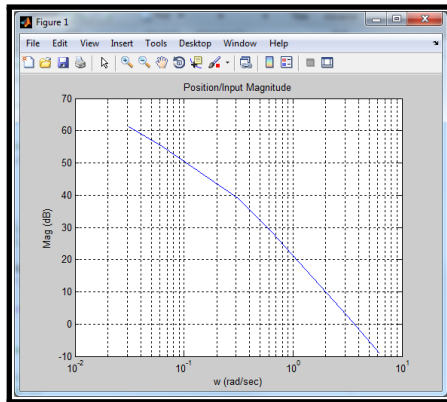 Figure 1
File Edit View Insert Tools Desktop Window Help
Position/Input Magnitude
70
60
50
40
30
20
10
0
-10
Mag (dB)
10^-2 10^-1 10^0 10^1
w (rad/sec)